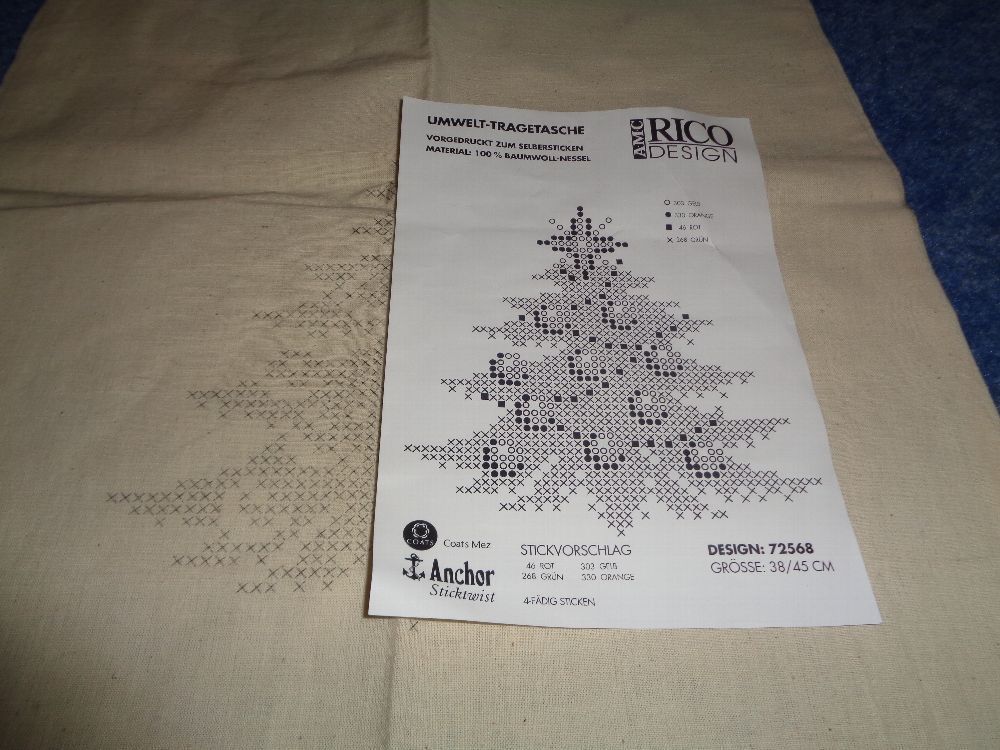 UMWELT-TRAGETASCHE
VORGEDRUCKT ZUM SELBERSTICKEN
MATERIAL: 100 % BAUMWOLL-NESSEL
AMC RICO
DESIGN
303 GELB
330 ORANGE
46 ROT
268 GRÜN
COATS
Coats Mez
Anchor
Sticktwist
STICKVORSCHLAG
46 ROT 303 GELB
268 GRÜN 330 ORANGE
4-FÄDIG STICKEN
DESIGN: 72568
GRÖSSE: 38/45 CM